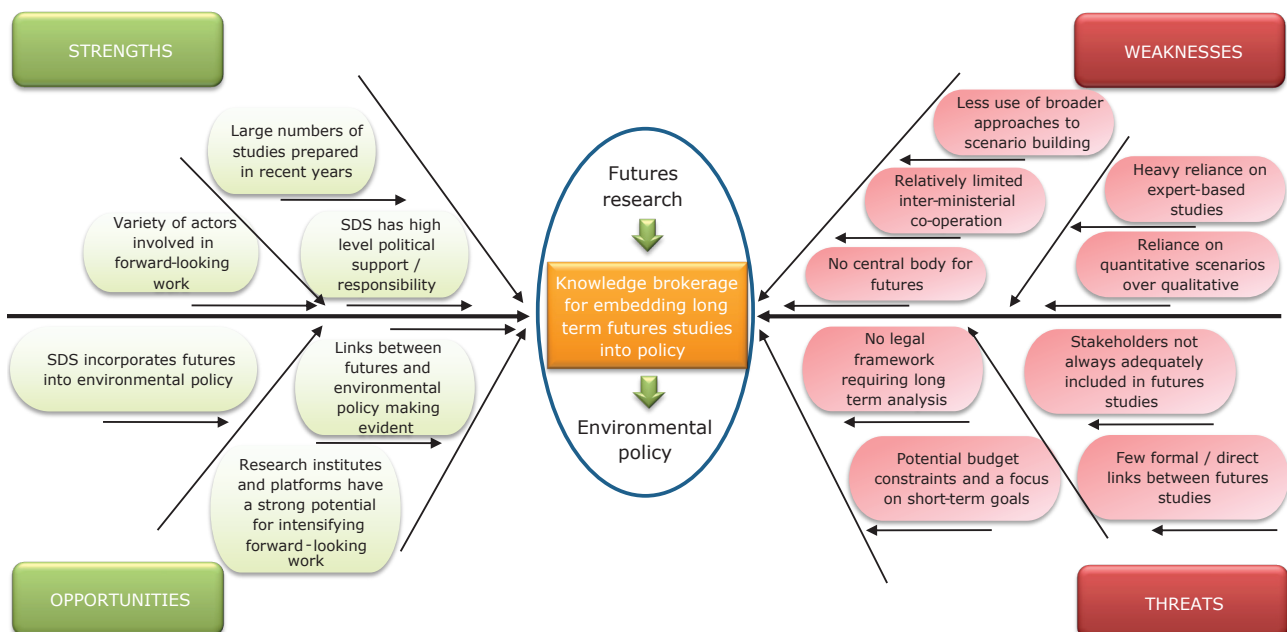 STRENGTHS
Large numbers of
studies prepared
in recent years
Variety of actors
involved in
forward-looking
work
SDS has high
level political
support /
responsibility
SDS incorporates futures
into environmental policy
Links between
futures and
environmental
policy making
evident
Research institutes
and platforms have
a strong potential
for intensifying
forward-looking
work
OPPORTUNITIES
Futures
research
Knowledge brokerage
for embedding long
term futures studies
into policy
Environmental
policy
WEAKNESSES
Less use of broader
approaches to
scenario building
Relatively limited
inter-ministerial
co-operation
No central body for
futures
Heavy reliance on
expert-based
studies
Reliance on
quantitative scenarios
over qualitative
No legal
framework
requiring long-
term analysis
Stakeholders not
always adequately
included in futures
studies
Potential budget
constraints and a focus
on short-term goals
Few formal / direct
links between futures
studies
THREATS